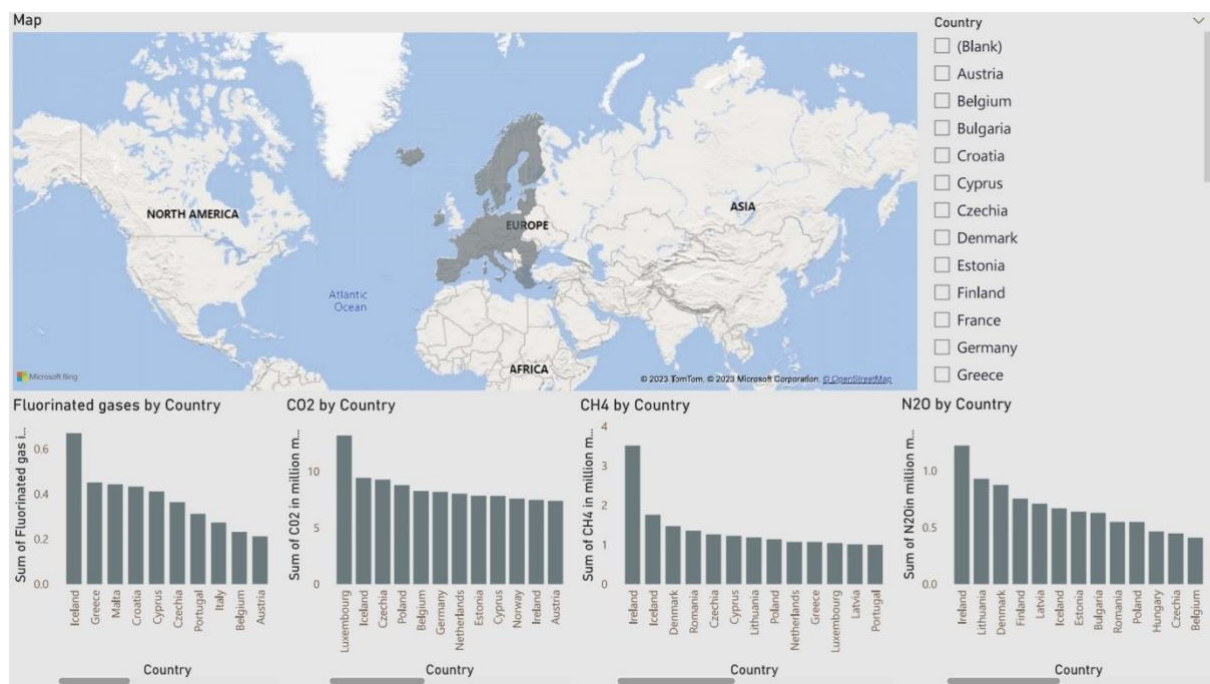 Map
NORTH AMERICA
EUROPE
ASIA
Atlantic
Ocean
AFRICA
Microsoft Bing
© 2023 TomTom, © 2023 Microsoft Corporation, © OpenStreetMap
Country
(Blank)
Austria
Belgium
Bulgaria
Croatia
Cyprus
Czechia
Denmark
Estonia
Finland
France
Germany
Greece
Fluorinated gases by Country
Sum of Fluorinated gas i...
0.6
0.4
0.2
0.0
Iceland
Greece
Malta
Croatia
Cyprus
Czechia
Portugal
Italy
Belgium
Austria
Country
CO2 by Country
Sum of CO2 in million m...
10
5
0
Luxembourg
Iceland
Czechia
Poland
Belgium
Germany
Netherlands
Estonia
Cyprus
Norway
Ireland
Austria
Country
CH4 by Country
Sum of CH4 in million m...
4
3
2
1
0
Ireland
Iceland
Denmark
Romania
Czechia
Cyprus
Lithuania
Poland
Netherlands
Greece
Luxembourg
Latvia
Portugal
Country
N2O by Country
Sum of N2Oin million m...
1.0
0.5
0.0
Ireland
Lithuania
Denmark
Finland
Latvia
Iceland
Estonia
Bulgaria
Romania
Poland
Hungary
Czechia
Belgium
Country